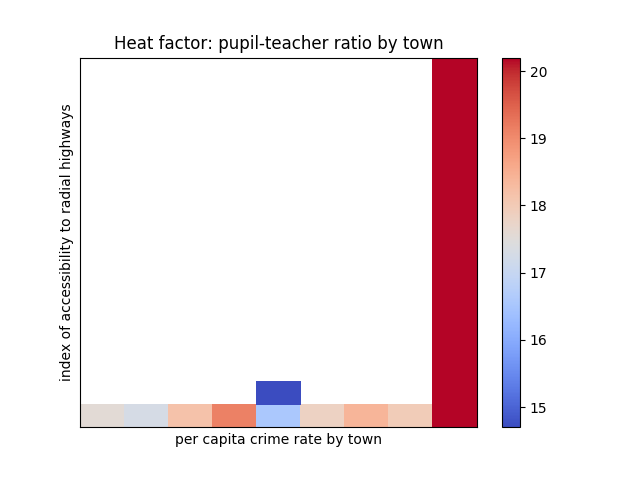 Heat factor: pupil-teacher ratio by town
index of accessibility to radial highways
per capita crime rate by town
20
19
18
17
16
15